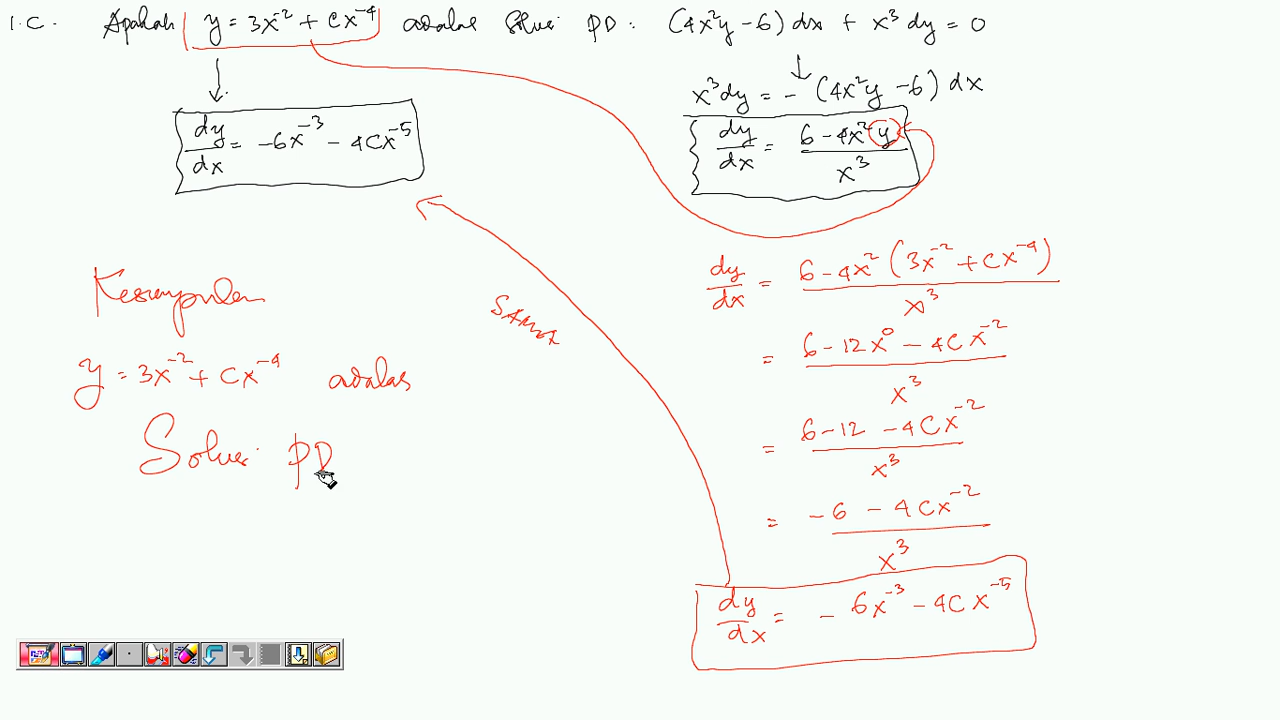 1.C. Apakah y = 3x⁻² + Cx⁻⁴ adalah Solusi PD : (4x²y - 6) dx + x³ dy = 0
x³dy = - (4x²y - 6) dx
dy/dx = -6x⁻³ - 4Cx⁻⁵
dy/dx = (6 - 4x²y)/x³
dy/dx = (6 - 4x²(3x⁻² + Cx⁻⁴))/x³
= (6 - 12x⁰ - 4Cx⁻²)/x³
= (6 - 12 - 4Cx⁻²)/x³
= (-6 - 4Cx⁻²)/x³
dy/dx = - 6x⁻³ - 4Cx⁻⁵
SAMA
Kesimpulan
y = 3x⁻² + Cx⁻⁴ adalah
Solusi PD